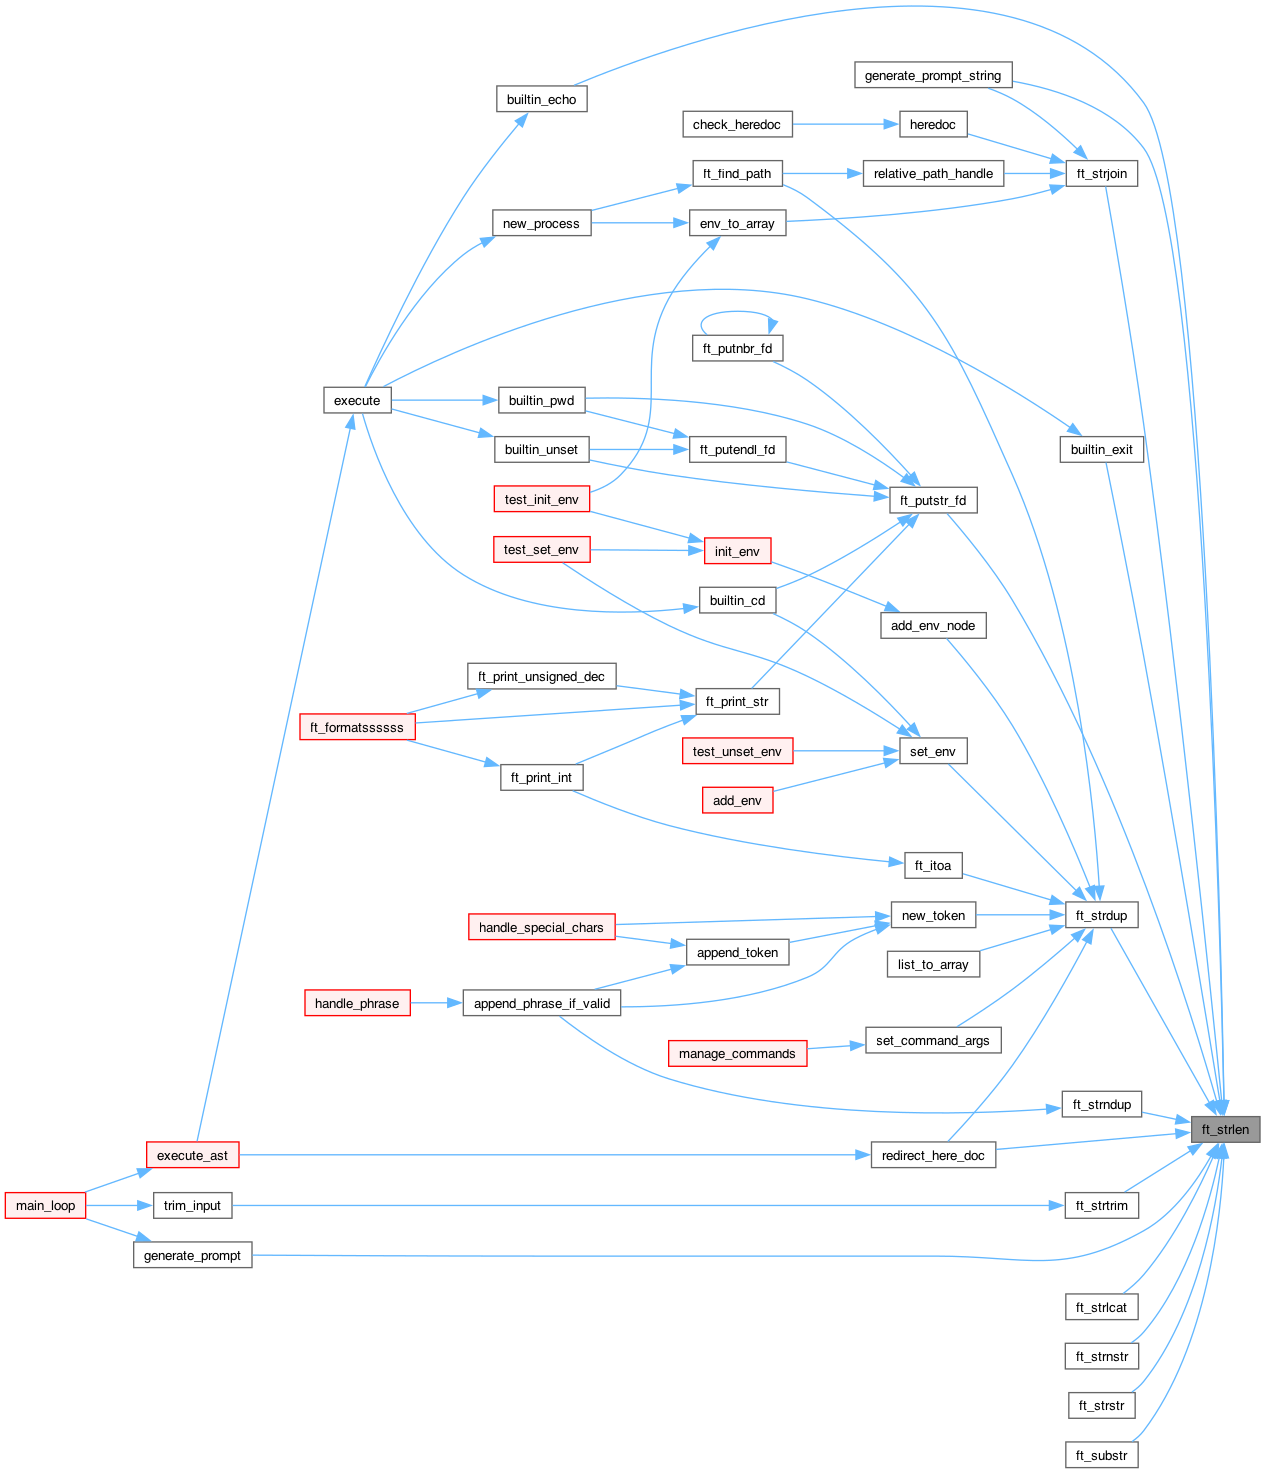 generate_prompt_string
builtin_echo
check_heredoc
heredoc
ft_find_path
relative_path_handle
ft_strjoin
new_process
env_to_array
ft_putnbr_fd
execute
builtin_pwd
builtin_unset
ft_putendl_fd
builtin_exit
test_init_env
ft_putstr_fd
test_set_env
init_env
builtin_cd
add_env_node
ft_print_unsigned_dec
ft_print_str
ft_formatssssss
test_unset_env
set_env
ft_print_int
add_env
ft_itoa
handle_special_chars
new_token
ft_strdup
append_token
list_to_array
handle_phrase
append_phrase_if_valid
manage_commands
set_command_args
ft_strndup
ft_strlen
execute_ast
redirect_here_doc
main_loop
trim_input
ft_strtrim
generate_prompt
ft_strlcat
ft_strnstr
ft_strstr
ft_substr